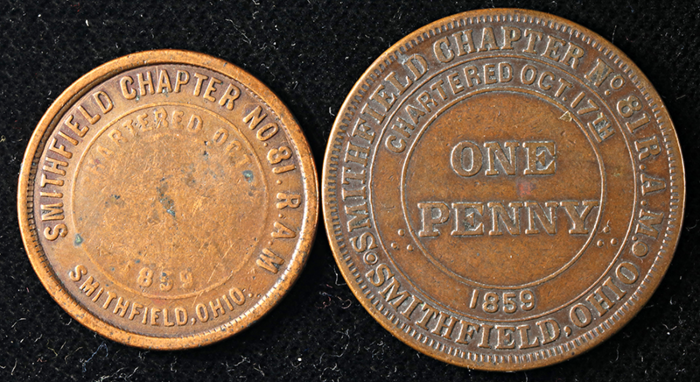 SMITHFIELD CHAPTER NO. 81. R.A.M.
CHARTERED OCT.
1859
SMITHFIELD, OHIO.
SMITHFIELD CHAPTER No. 81 R.A.M.
CHARTERED OCT. 17TH
ONE
PENNY
1859
SMITHFIELD, OHIO